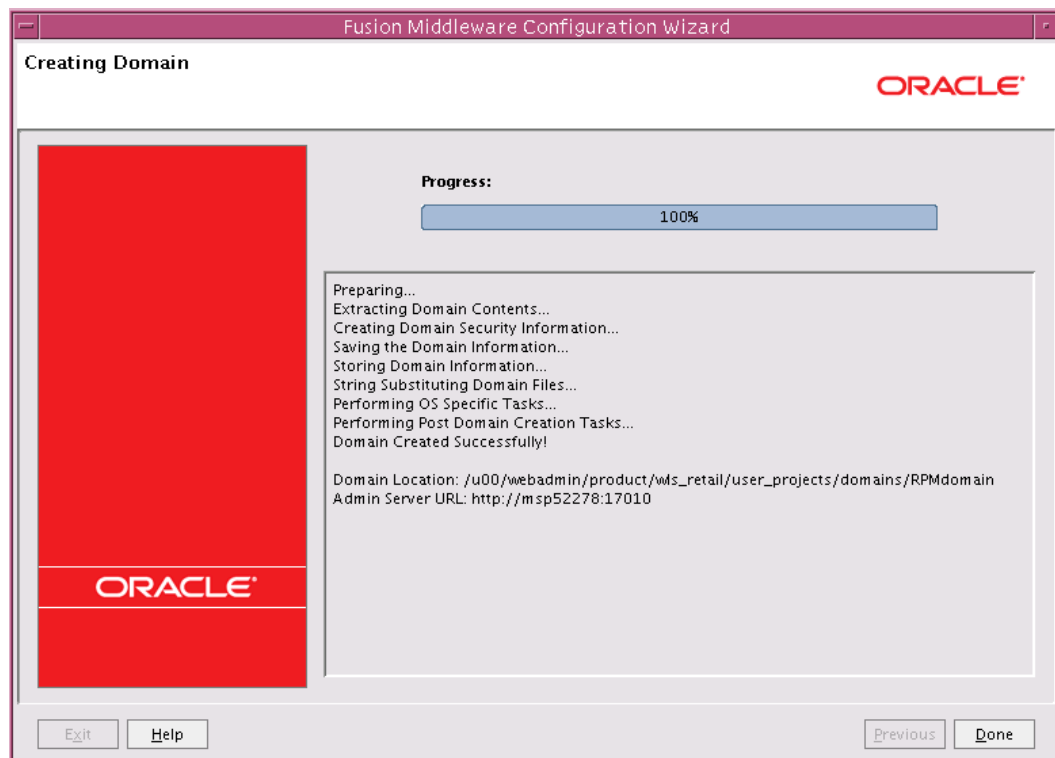 Fusion Middleware Configuration Wizard
Creating Domain
ORACLE®
Progress:
100%
Preparing...
Extracting Domain Contents...
Creating Domain Security Information...
Saving the Domain Information...
Storing Domain Information...
String Substituting Domain Files...
Performing OS Specific Tasks...
Performing Post Domain Creation Tasks...
Domain Created Successfully!
Domain Location: /u00/webadmin/product/wls_retail/user_projects/domains/RPMdomain
Admin Server URL: http://msp52278:17010
ORACLE®
Exit
Help
Previous
Done